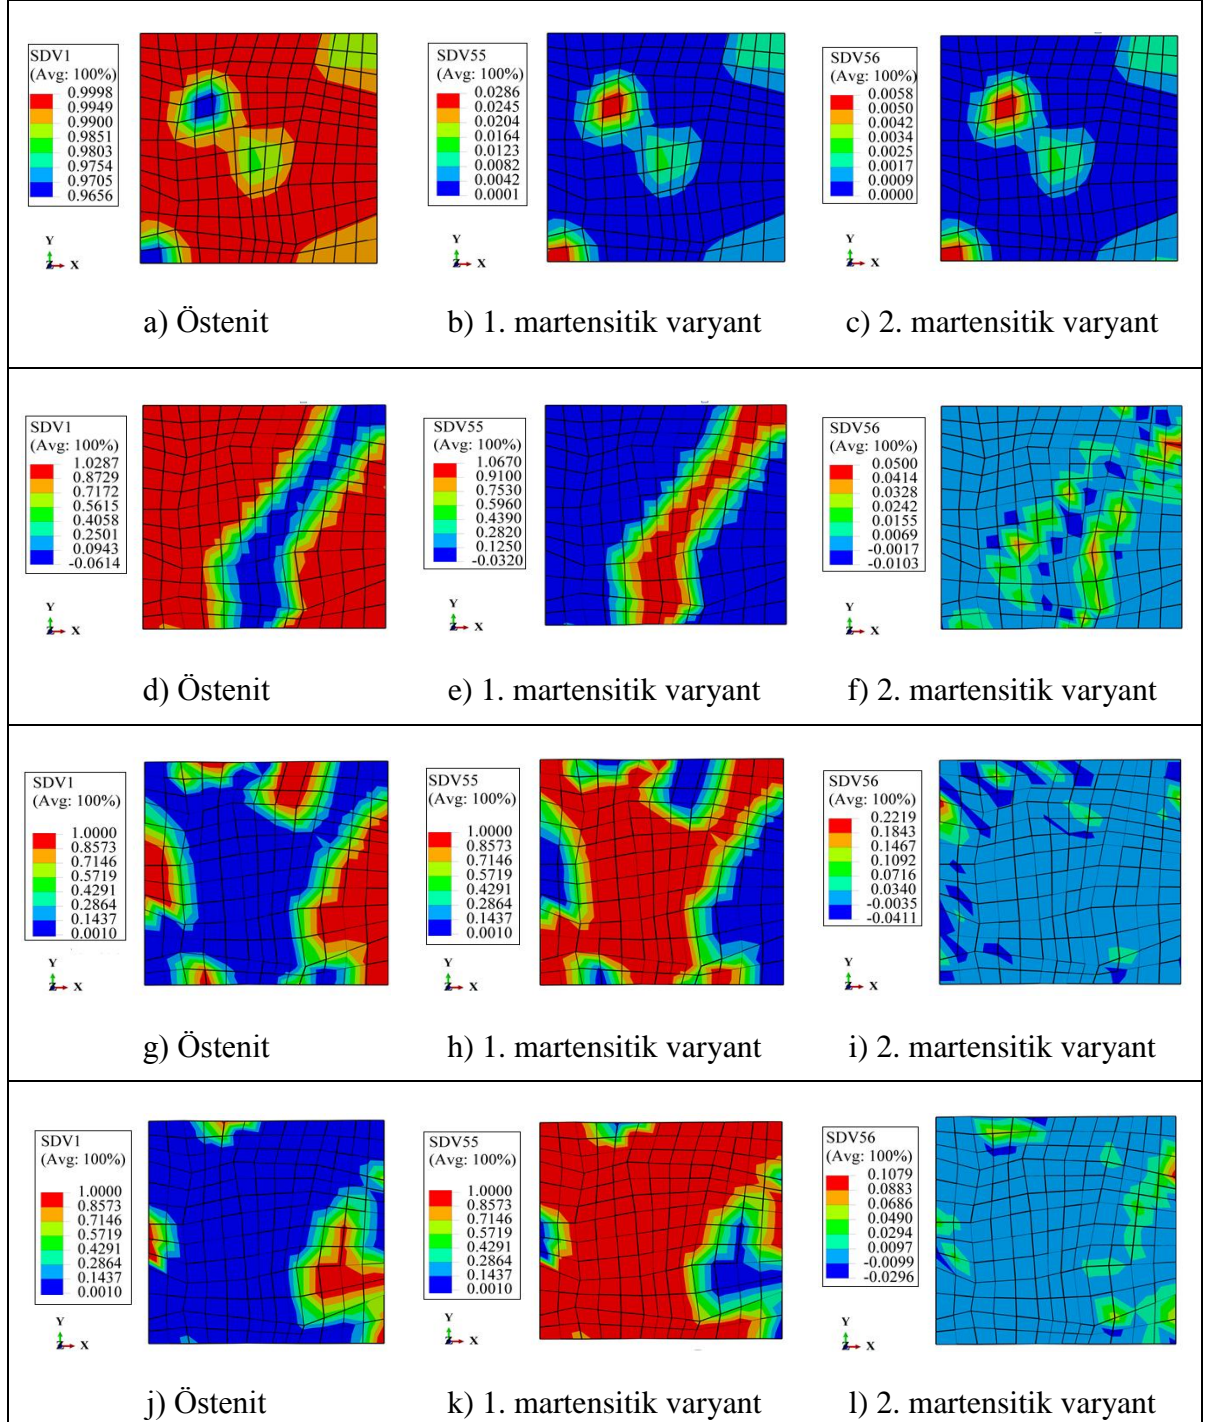 SDV1
(Avg: 100%)
0.9998
0.9949
0.9900
0.9851
0.9803
0.9754
0.9705
0.9656
Y
Z X
SDV55
(Avg: 100%)
0.0286
0.0245
0.0204
0.0164
0.0123
0.0082
0.0042
0.0001
Y
Z X
SDV56
(Avg: 100%)
0.0058
0.0050
0.0042
0.0034
0.0025
0.0017
0.0009
0.0000
Y
Z X
a) Östenit
b) 1. martensitik varyant
c) 2. martensitik varyant
SDV1
(Avg: 100%)
1.0287
0.8729
0.7172
0.5615
0.4058
0.2501
0.0943
-0.0614
Y
Z X
SDV55
(Avg: 100%)
1.0670
0.9100
0.7530
0.5960
0.4390
0.2820
0.1250
-0.0320
Y
Z X
SDV56
(Avg: 100%)
0.0500
0.0414
0.0328
0.0242
0.0155
0.0069
-0.0017
-0.0103
Y
Z X
d) Östenit
e) 1. martensitik varyant
f) 2. martensitik varyant
SDV1
(Avg: 100%)
1.0000
0.8573
0.7146
0.5719
0.4291
0.2864
0.1437
0.0010
Y
Z X
SDV55
(Avg: 100%)
1.0000
0.8573
0.7146
0.5719
0.4291
0.2864
0.1437
0.0010
Y
Z X
SDV56
(Avg: 100%)
0.2219
0.1843
0.1467
0.1092
0.0716
0.0340
-0.0035
-0.0411
Y
Z X
g) Östenit
h) 1. martensitik varyant
i) 2. martensitik varyant
SDV1
(Avg: 100%)
1.0000
0.8573
0.7146
0.5719
0.4291
0.2864
0.1437
0.0010
Y
Z X
SDV55
(Avg: 100%)
1.0000
0.8573
0.7146
0.5719
0.4291
0.2864
0.1437
0.0010
Y
Z X
SDV56
(Avg: 100%)
0.1079
0.0883
0.0686
0.0490
0.0294
0.0097
-0.0099
-0.0296
Y
Z X
j) Östenit
k) 1. martensitik varyant
l) 2. martensitik varyant